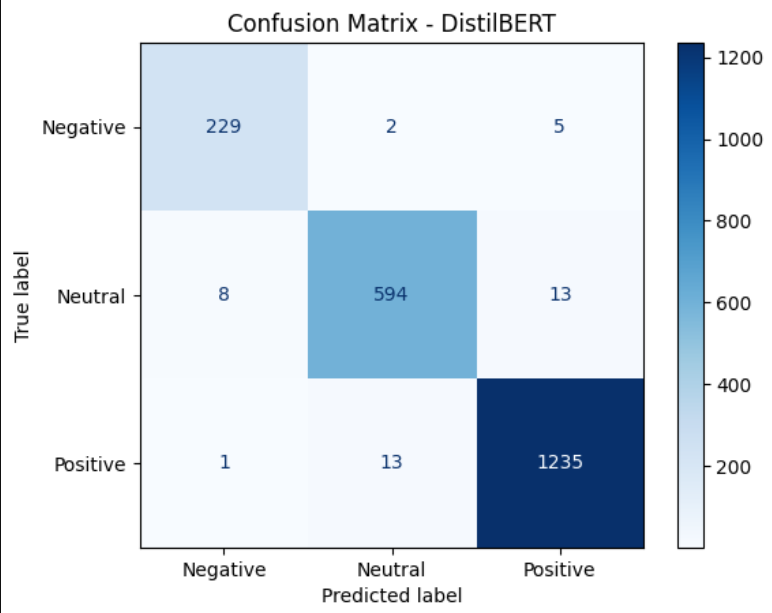 Confusion Matrix - DistilBERT
True label
Negative 229 2 5
Neutral 8 594 13
Positive 1 13 1235
Negative Neutral Positive
Predicted label
1200
1000
800
600
400
200